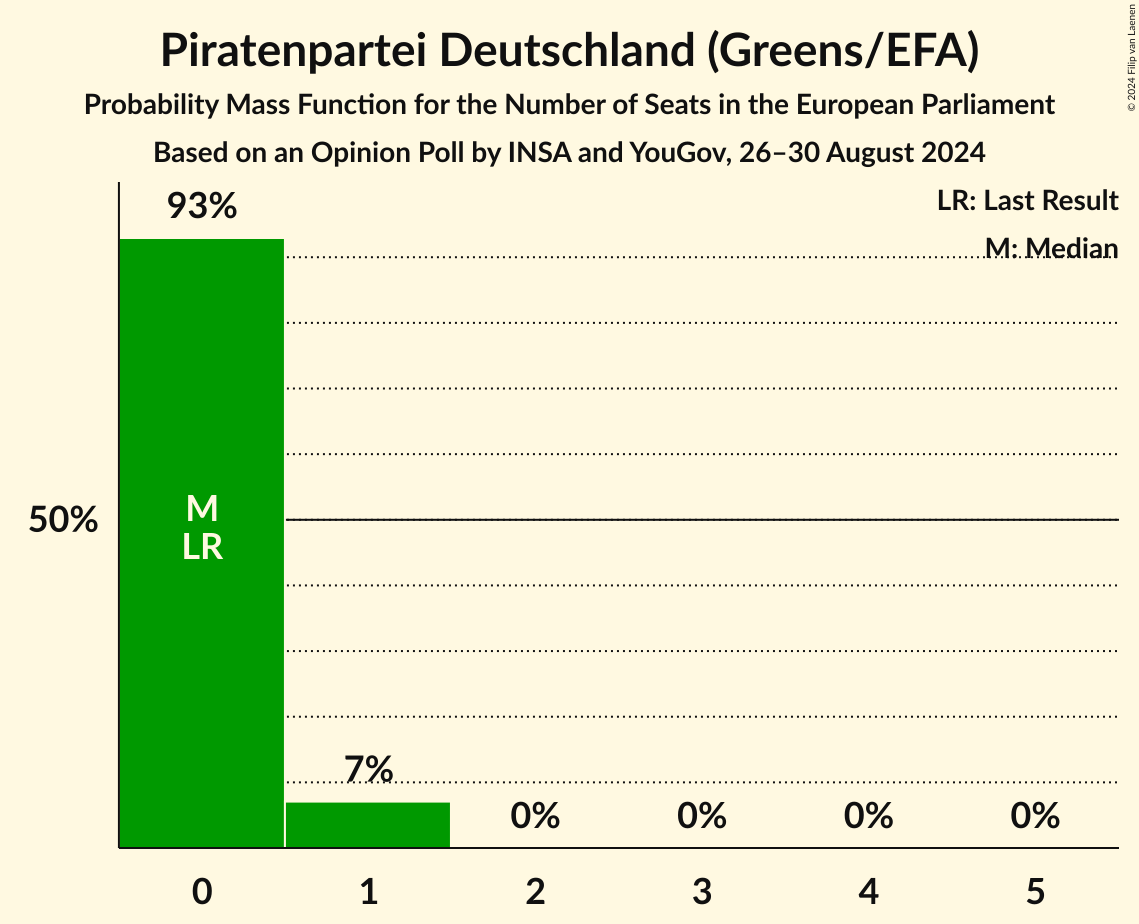 Piratenpartei Deutschland (Greens/EFA)
Probability Mass Function for the Number of Seats in the European Parliament
Based on an Opinion Poll by INSA and YouGov, 26–30 August 2024
© 2024 Filip van Laenen
LR: Last Result
M: Median
93%
M
LR
50%
7%
0%
0%
0%
0%
0
1
2
3
4
5